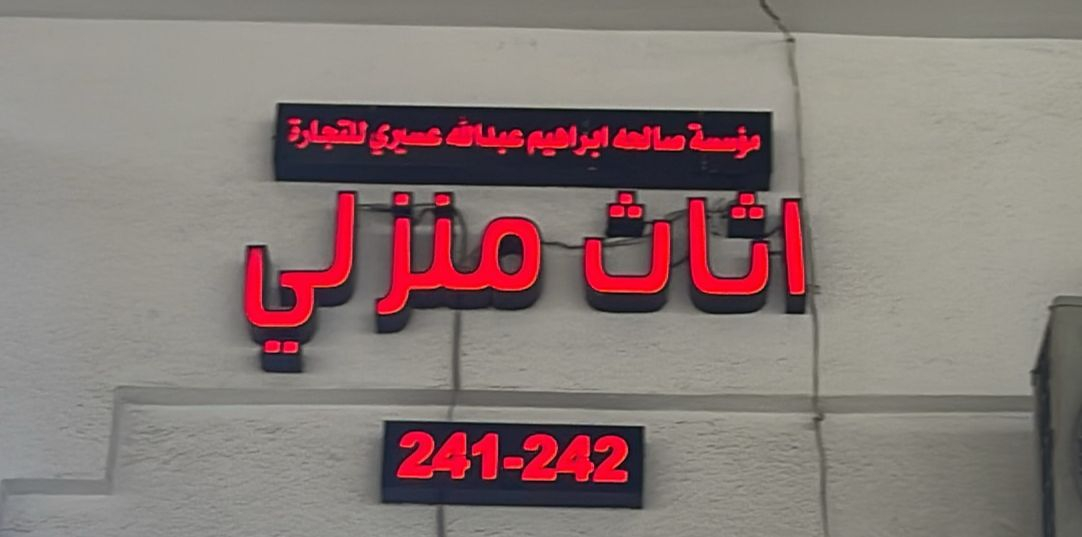 مؤسسة صالحه ابراهيم عبدالله عسيري للتجارة
اثاث منزلي
241-242